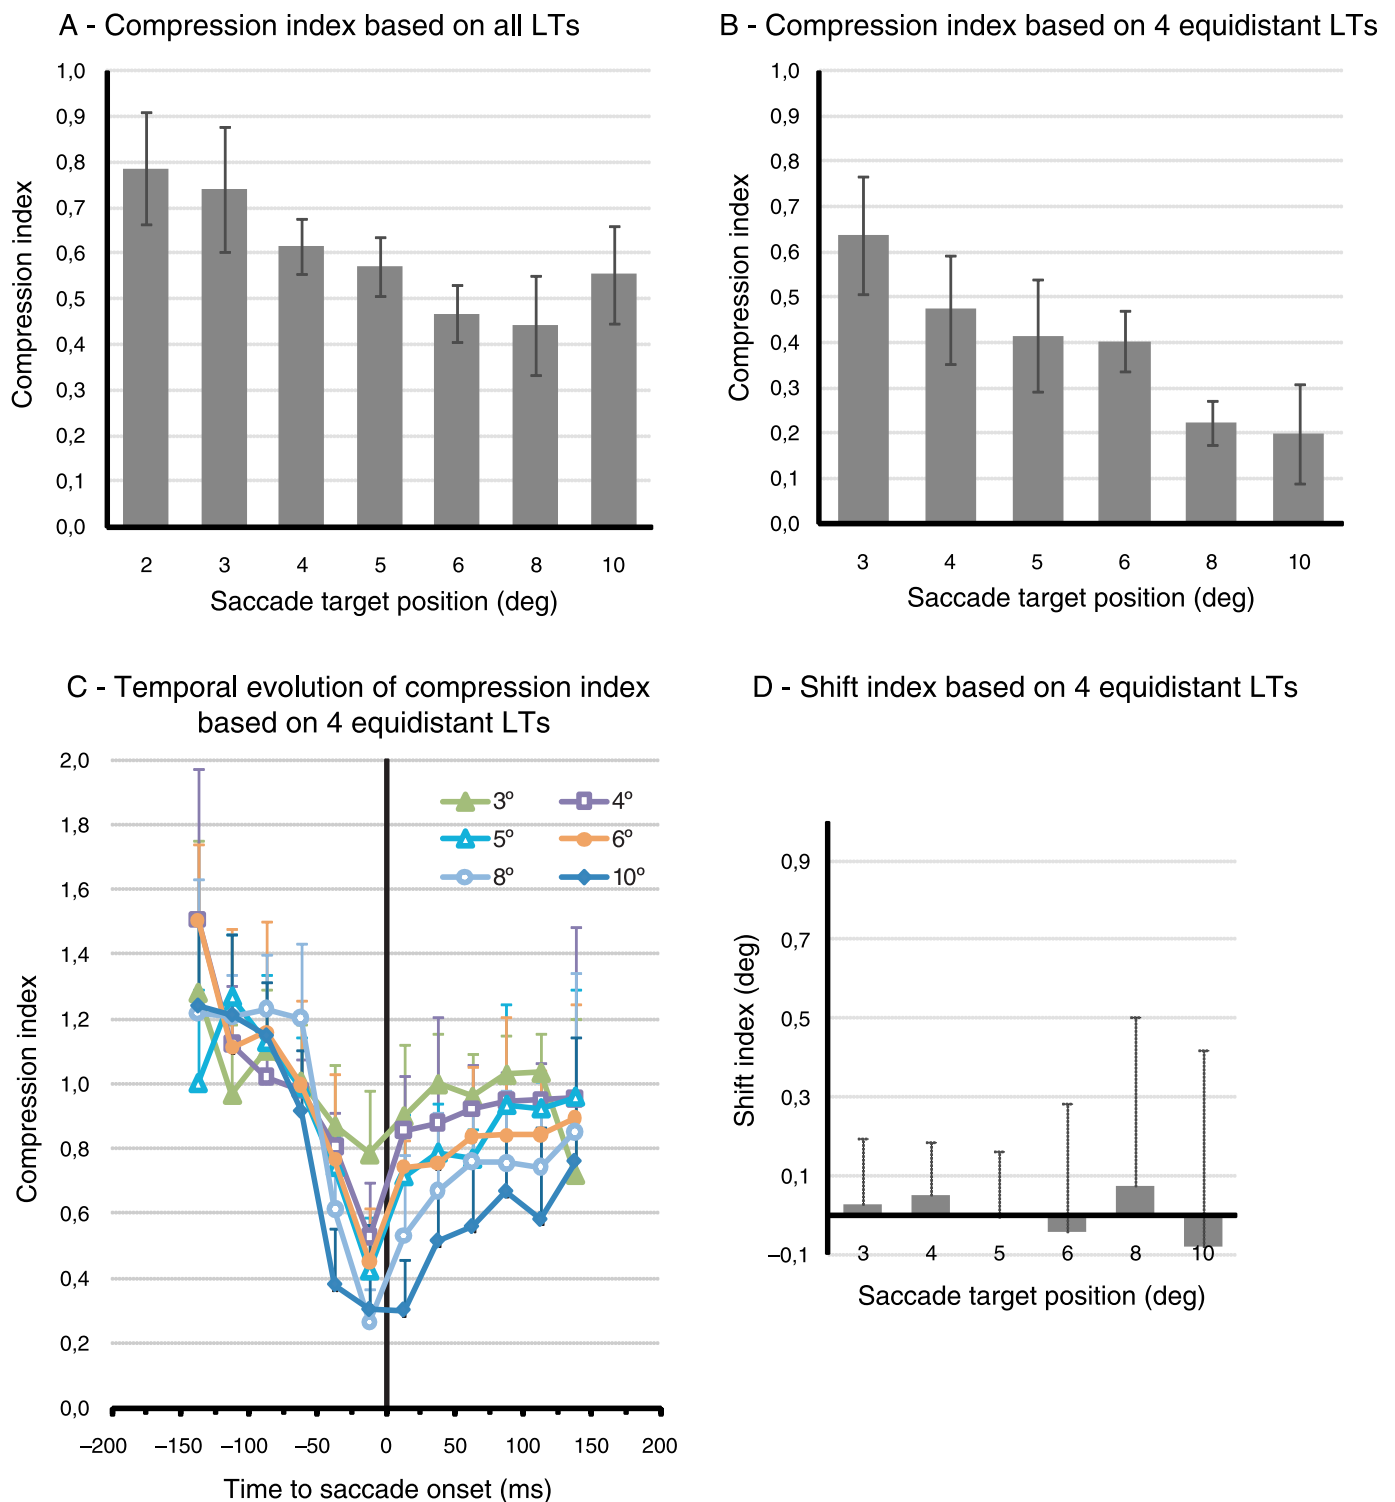 A - Compression index based on all LTs
1,0
0,9
0,8
0,7
0,6
0,5
0,4
0,3
0,2
0,1
0,0
Compression index
2 3 4 5 6 8 10
Saccade target position (deg)
B - Compression index based on 4 equidistant LTs
1,0
0,9
0,8
0,7
0,6
0,5
0,4
0,3
0,2
0,1
0,0
Compression index
3 4 5 6 8 10
Saccade target position (deg)
C - Temporal evolution of compression index
based on 4 equidistant LTs
2,0
1,8
1,6
1,4
1,2
1,0
0,8
0,6
0,4
0,2
0,0
Compression index
3º 4º
5º 6º
8º 10º
–200 –150 –100 –50 0 50 100 150 200
Time to saccade onset (ms)
D - Shift index based on 4 equidistant LTs
0,9
0,7
0,5
0,3
0,1
–0,1
Shift index (deg)
3 4 5 6 8 10
Saccade target position (deg)